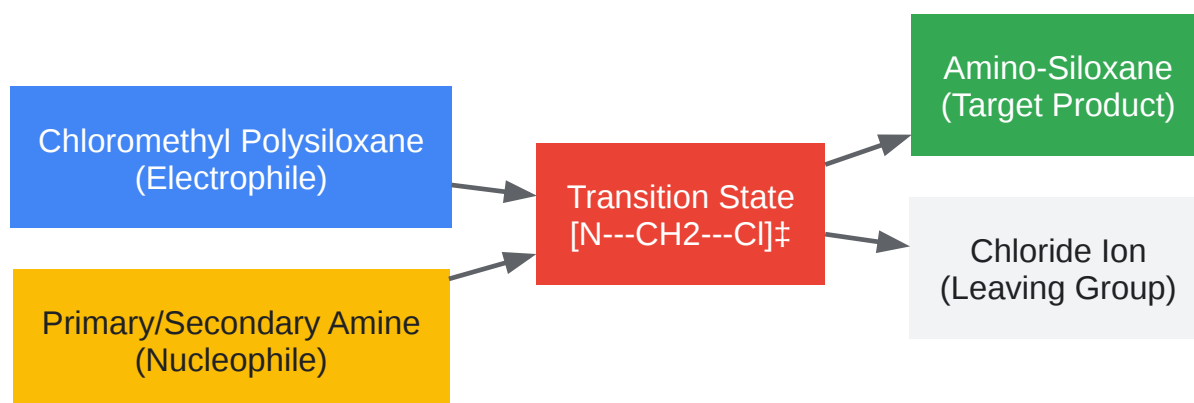 Chloromethyl Polysiloxane
(Electrophile)
Primary/Secondary Amine
(Nucleophile)
Transition State
[N---CH2---Cl]‡
Amino-Siloxane
(Target Product)
Chloride Ion
(Leaving Group)